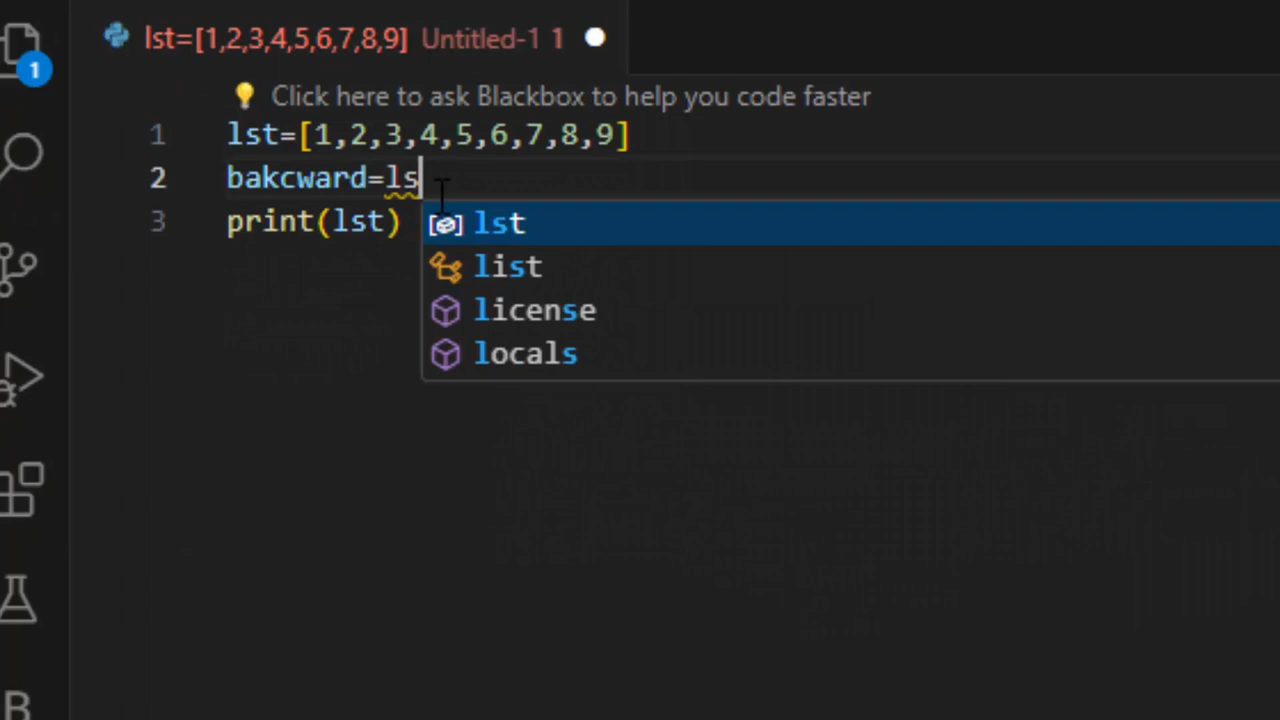 lst=[1,2,3,4,5,6,7,8,9] Untitled-1 1
1
Click here to ask Blackbox to help you code faster
1 lst=[1,2,3,4,5,6,7,8,9]
2 bakcward=ls
3 print(lst)
lst
list
license
locals
B